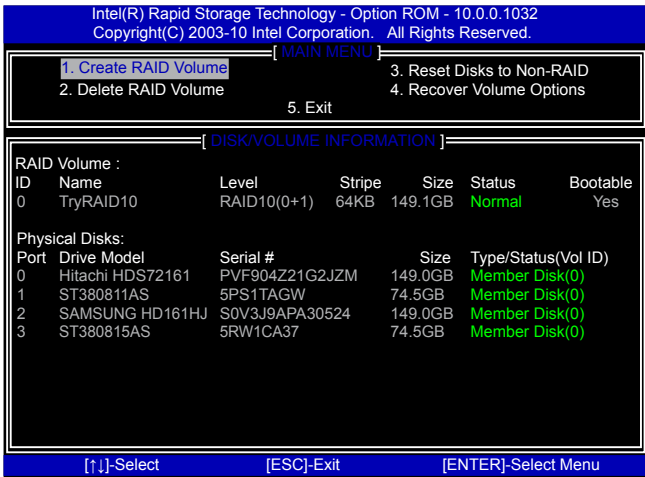 Intel(R) Rapid Storage Technology - Option ROM - 10.0.0.1032
Copyright(C) 2003-10 Intel Corporation. All Rights Reserved.
[ MAIN MENU ]
1. Create RAID Volume 3. Reset Disks to Non-RAID
2. Delete RAID Volume 4. Recover Volume Options
5. Exit
[ DISK/VOLUME INFORMATION ]
RAID Volume :
ID Name Level Stripe Size Status Bootable
0 TryRAID10 RAID10(0+1) 64KB 149.1GB Normal Yes
Physical Disks:
Port Drive Model Serial # Size Type/Status(Vol ID)
0 Hitachi HDS72161 PVF904Z21G2JZM 149.0GB Member Disk(0)
1 ST380811AS 5PS1TAGW 74.5GB Member Disk(0)
2 SAMSUNG HD161HJ S0V3J9APA30524 149.0GB Member Disk(0)
3 ST380815AS 5RW1CA37 74.5GB Member Disk(0)
[↑↓]-Select [ESC]-Exit [ENTER]-Select Menu